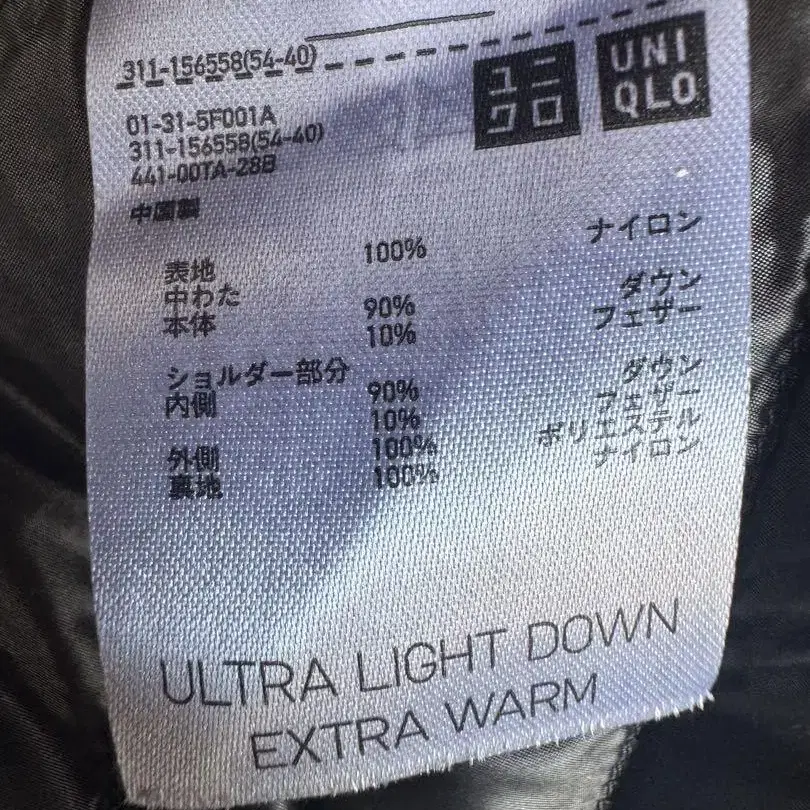 311-156558(54-40)
ユニクロ
UNIQLO
01-31-5F001A
311-156558(54-40)
441-00TA-28B
中国製
表地 100% ナイロン
中わた
本体 90% ダウン
10% フェザー
ショルダー部分
内側 90% ダウン
10% フェザー
外側 100% ポリエステル
裏地 100% ナイロン
ULTRA LIGHT DOWN
EXTRA WARM